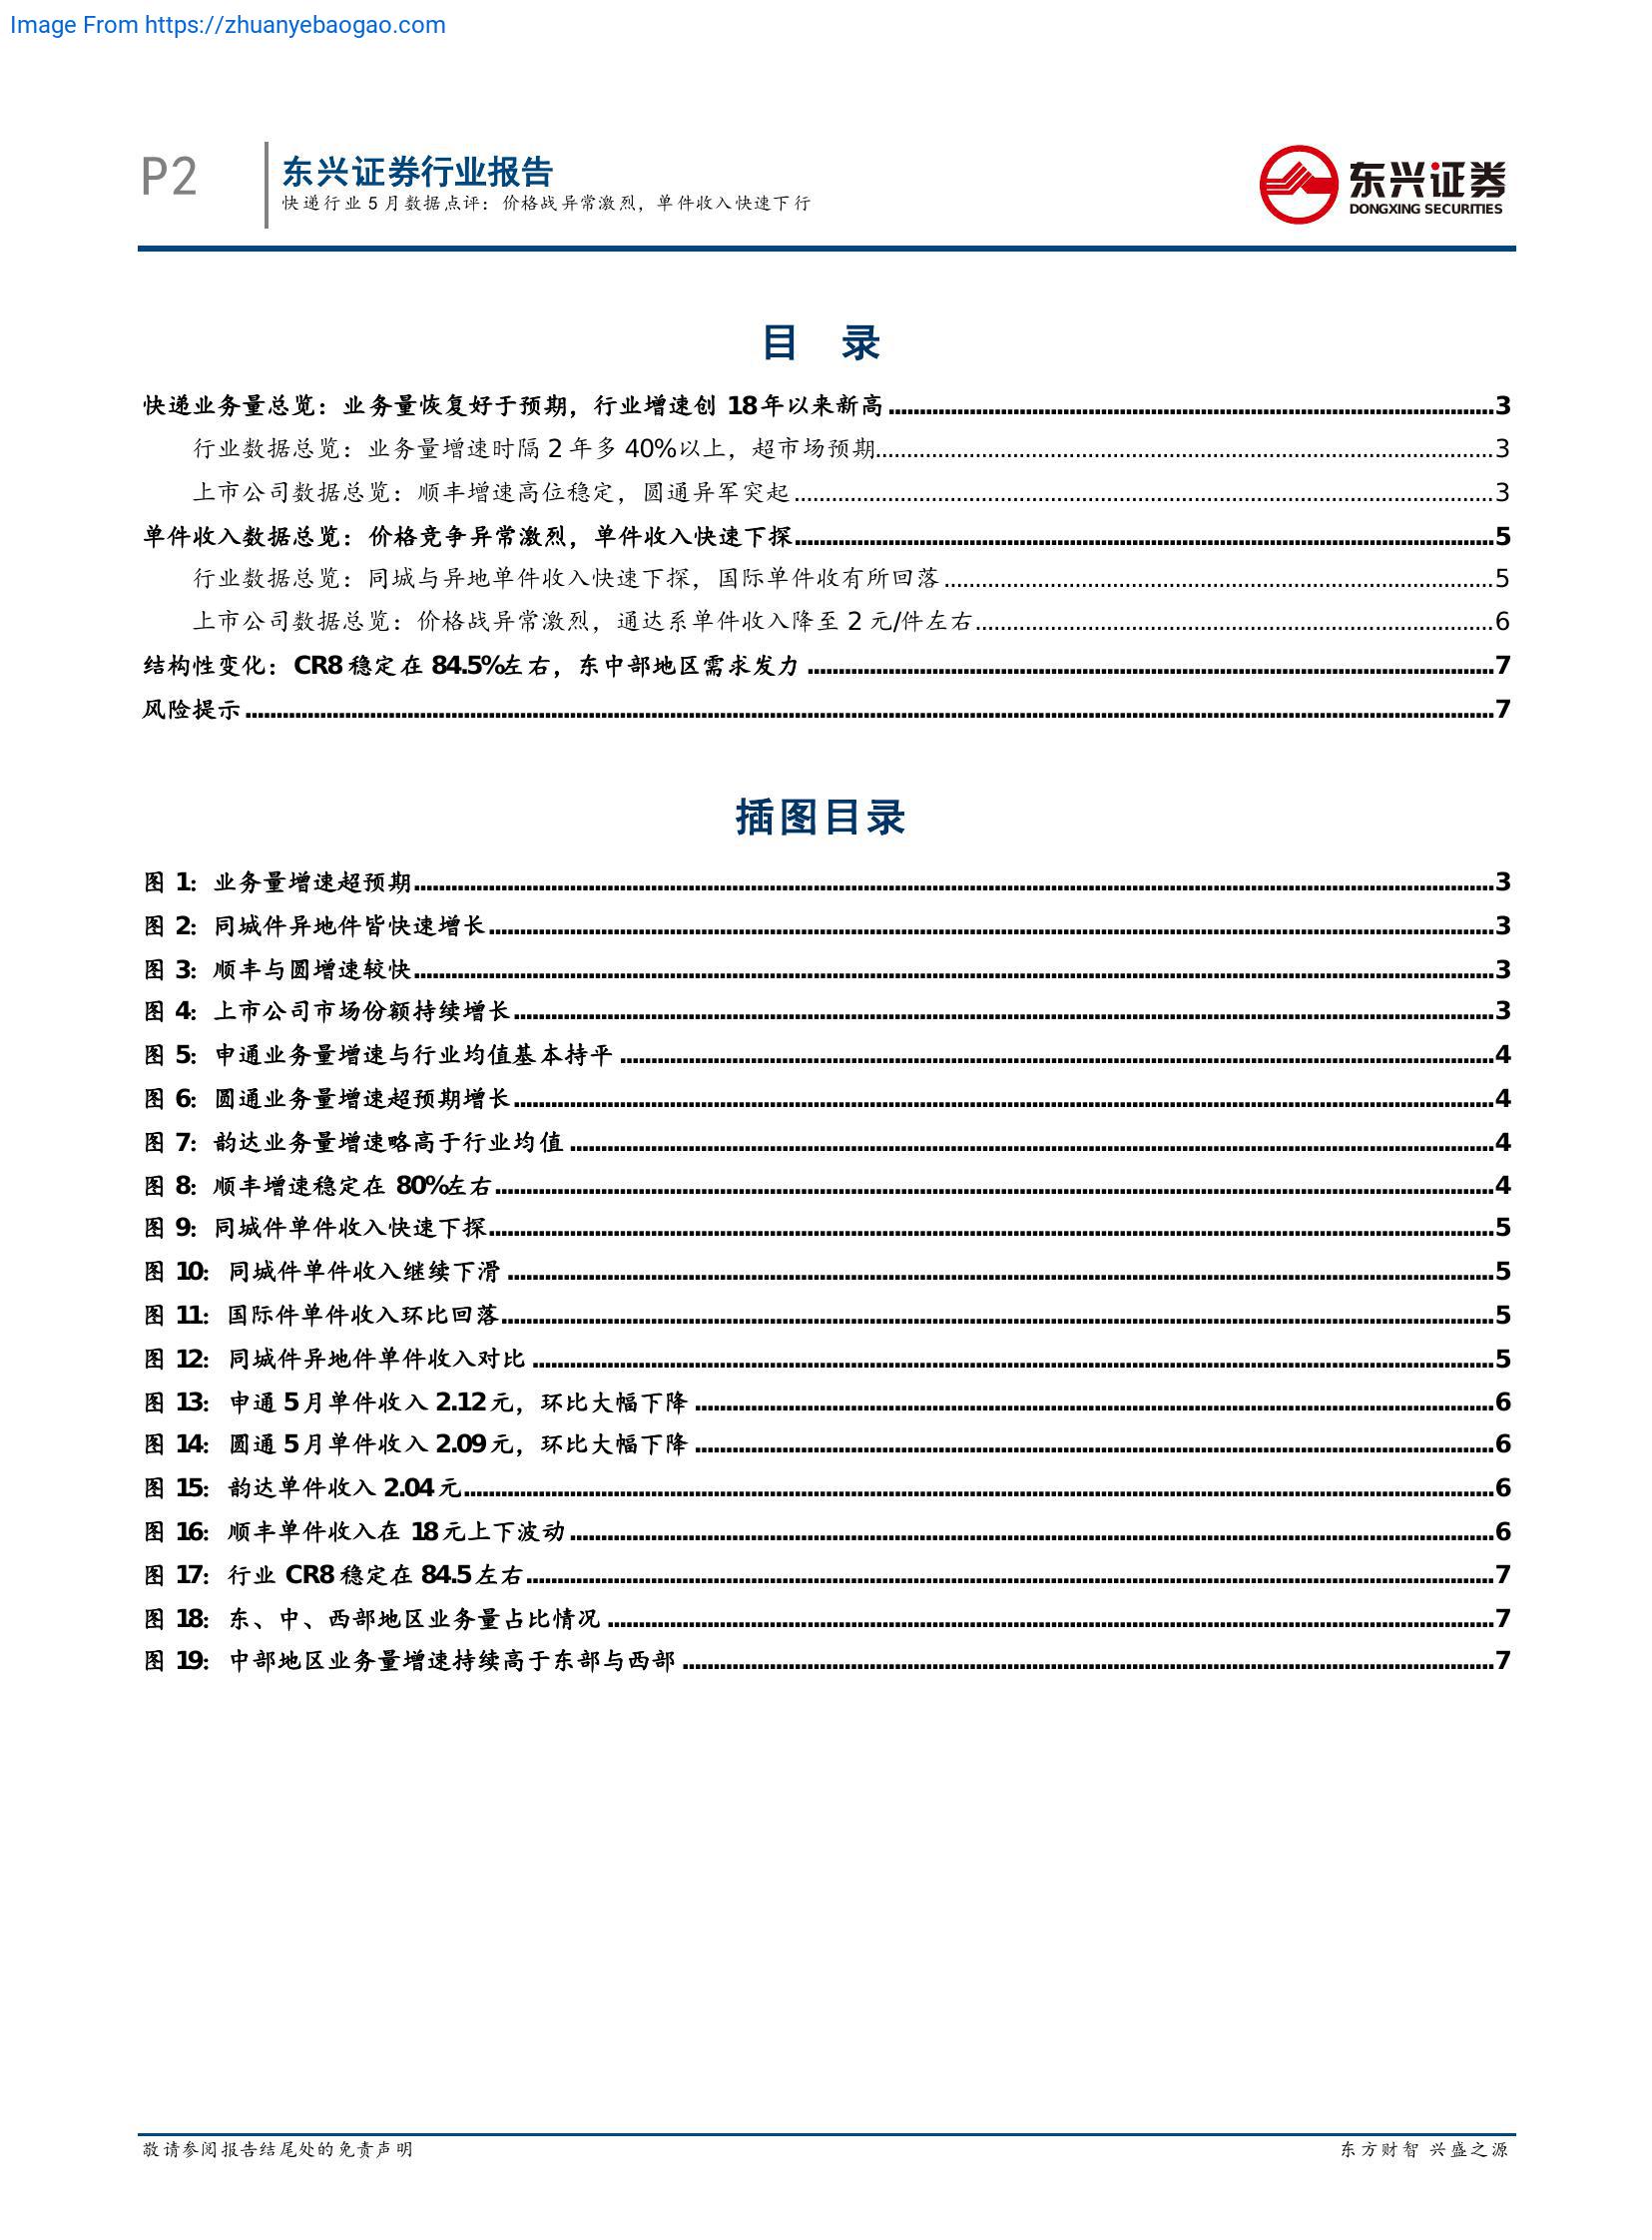 Image From https://zhuanyebaogao.com
P2
东兴证券行业报告
快递行业 5 月数据点评：价格战异常激烈，单件收入快速下行
东兴证券
DONGXING SECURITIES
目 录
快递业务量总览：业务量恢复好于预期，行业增速创 18 年以来新高 3
行业数据总览：业务量增速时隔 2 年多 40%以上，超市场预期 3
上市公司数据总览：顺丰增速高位稳定，圆通异军突起 3
单件收入数据总览：价格竞争异常激烈，单件收入快速下探 5
行业数据总览：同城与异地单件收入快速下探，国际单件收有所回落 5
上市公司数据总览：价格战异常激烈，通达系单件收入降至 2 元/件左右 6
结构性变化：CR8 稳定在 84.5%左右，东中部地区需求发力 7
风险提示 7
插图目录
图 1：业务量增速超预期 3
图 2：同城件异地件皆快速增长 3
图 3：顺丰与圆增速较快 3
图 4：上市公司市场份额持续增长 3
图 5：申通业务量增速与行业均值基本持平 4
图 6：圆通业务量增速超预期增长 4
图 7：韵达业务量增速略高于行业均值 4
图 8：顺丰增速稳定在 80%左右 4
图 9：同城件单件收入快速下探 5
图 10：同城件单件收入继续下滑 5
图 11：国际件单件收入环比回落 5
图 12：同城件异地件单件收入对比 5
图 13：申通 5 月单件收入 2.12 元，环比大幅下降 6
图 14：圆通 5 月单件收入 2.09 元，环比大幅下降 6
图 15：韵达单件收入 2.04 元 6
图 16：顺丰单件收入在 18 元上下波动 6
图 17：行业 CR8 稳定在 84.5 左右 7
图 18：东、中、西部地区业务量占比情况 7
图 19：中部地区业务量增速持续高于东部与西部 7
敬请参阅报告结尾处的免责声明
东方财智 兴盛之源